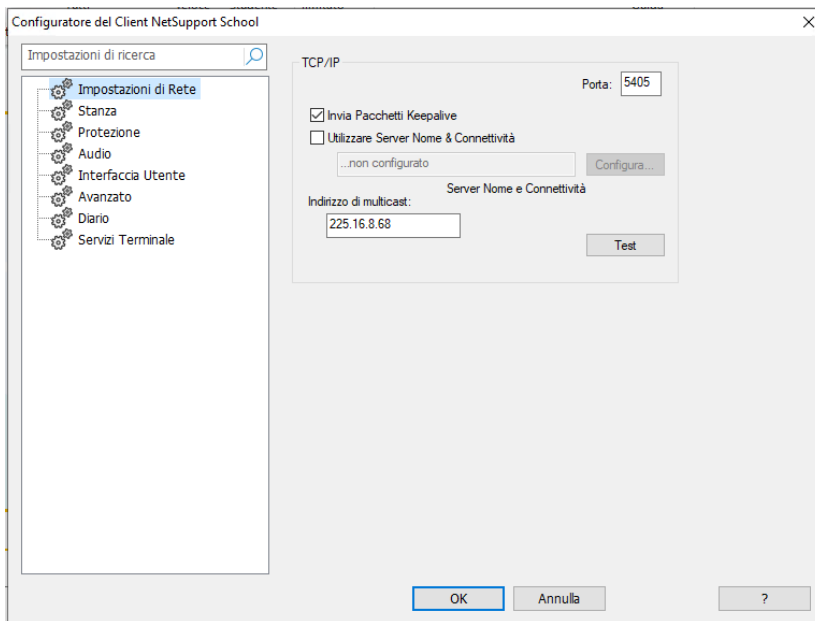 Configuratore del Client NetSupport School
Impostazioni di ricerca
Impostazioni di Rete
Stanza
Protezione
Audio
Interfaccia Utente
Avanzato
Diario
Servizi Terminale
TCP/IP
Porta: 5405
Invia Pacchetti Keepalive
Utilizzare Server Nome & Connettività
...non configurato Configura...
Server Nome e Connettività
Indirizzo di multicast:
225.16.8.68
Test
OK Annulla ?